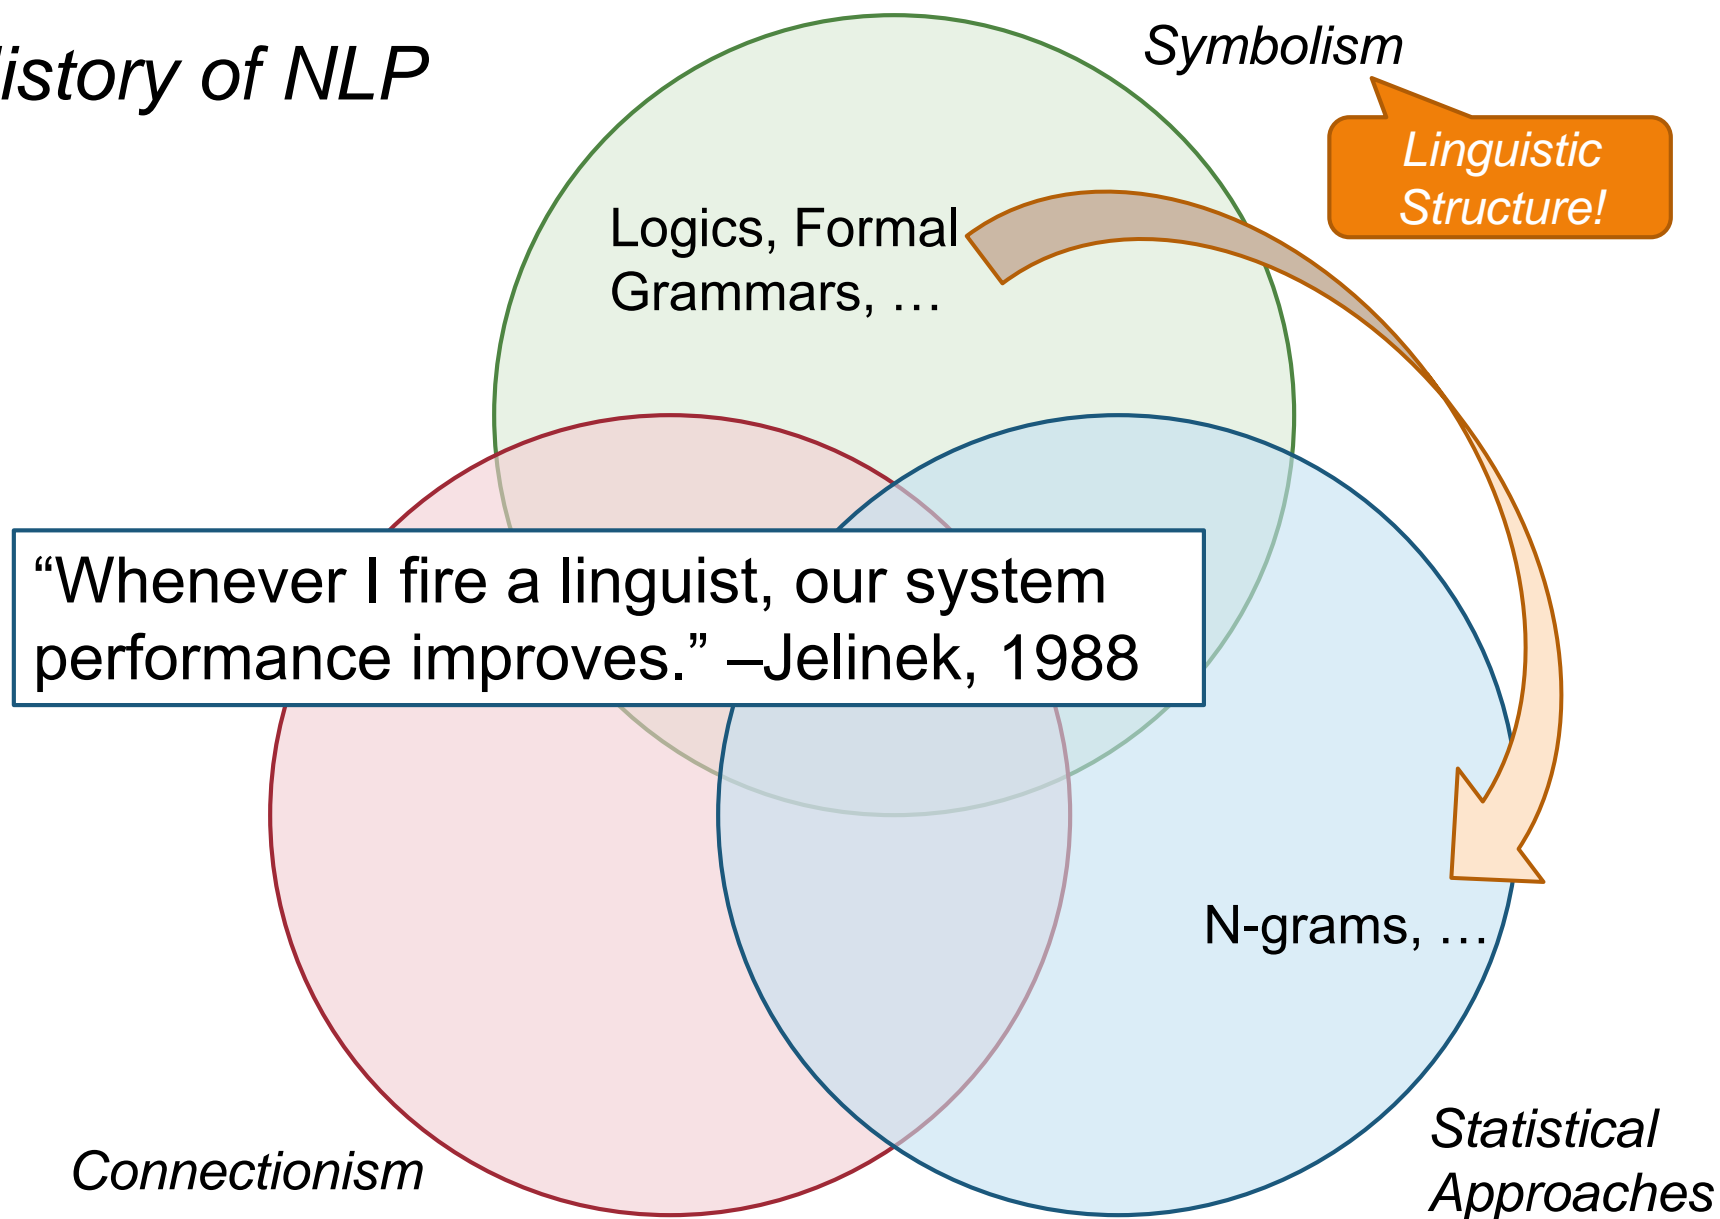 istory of NLP
Symbolism
Linguistic
Structure!
Logics, Formal
Grammars, …
“Whenever I fire a linguist, our system
performance improves.” –Jelinek, 1988
N-grams, …
Connectionism
Statistical
Approaches